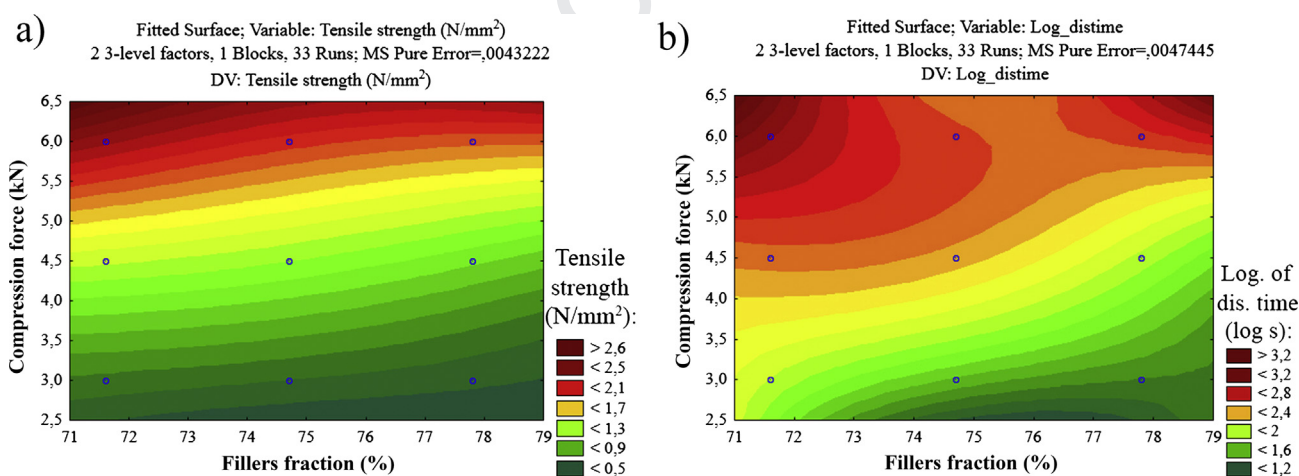 a)
Fitted Surface; Variable: Tensile strength (N/mm²)
2 3-level factors, 1 Blocks, 33 Runs; MS Pure Error=,0043222
DV: Tensile strength (N/mm²)
Compression force (kN)
6,5
6,0
5,5
5,0
4,5
4,0
3,5
3,0
2,5
71 72 73 74 75 76 77 78 79
Fillers fraction (%)
Tensile
strength
(N/mm²):
> 2,6
< 2,5
< 2,1
< 1,7
< 1,3
< 0,9
< 0,5
b)
Fitted Surface; Variable: Log_distime
2 3-level factors, 1 Blocks, 33 Runs; MS Pure Error=,0047445
DV: Log_distime
Compression force (kN)
6,5
6,0
5,5
5,0
4,5
4,0
3,5
3,0
2,5
71 72 73 74 75 76 77 78 79
Fillers fraction (%)
Log. of
dis. time
(log s):
> 3,2
< 3,2
< 2,8
< 2,4
< 2
< 1,6
< 1,2